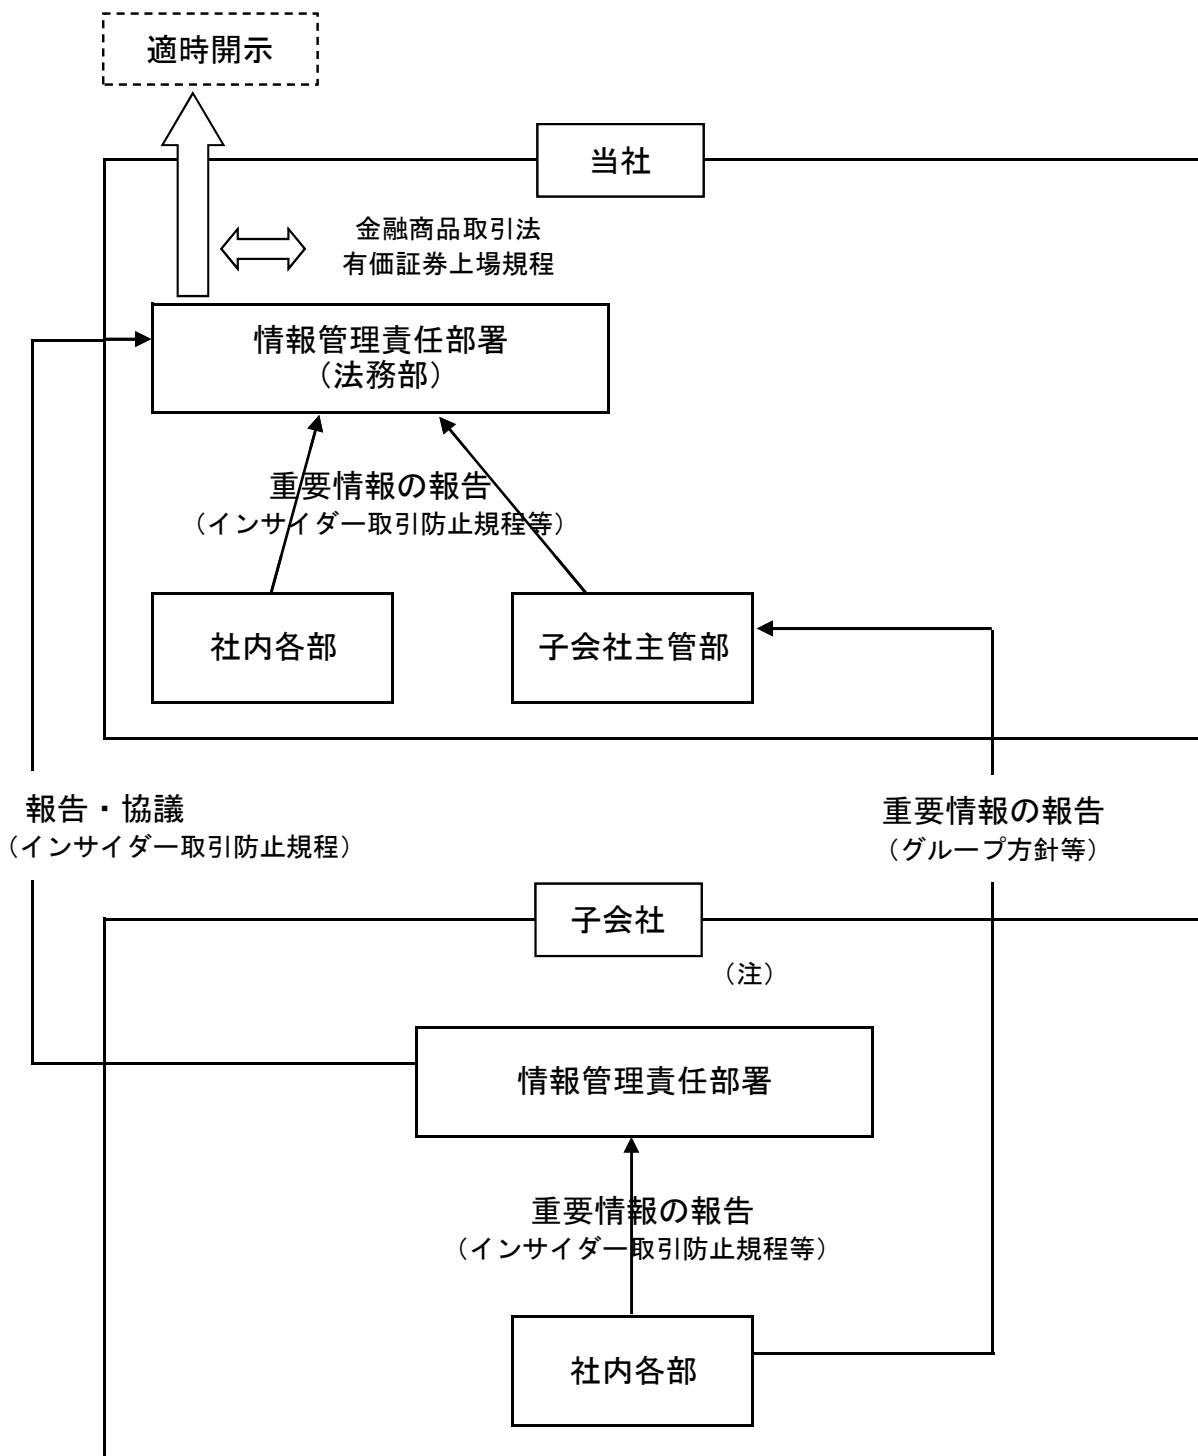 適時開示
当社
金融商品取引法
有価証券上場規程
情報管理責任部署
（法務部）
重要情報の報告
（インサイダー取引防止規程等）
社内各部
子会社主管部
報告・協議
（インサイダー取引防止規程）
重要情報の報告
（グループ方針等）
子会社
（注）
情報管理責任部署
重要情報の報告
（インサイダー取引防止規程等）
社内各部